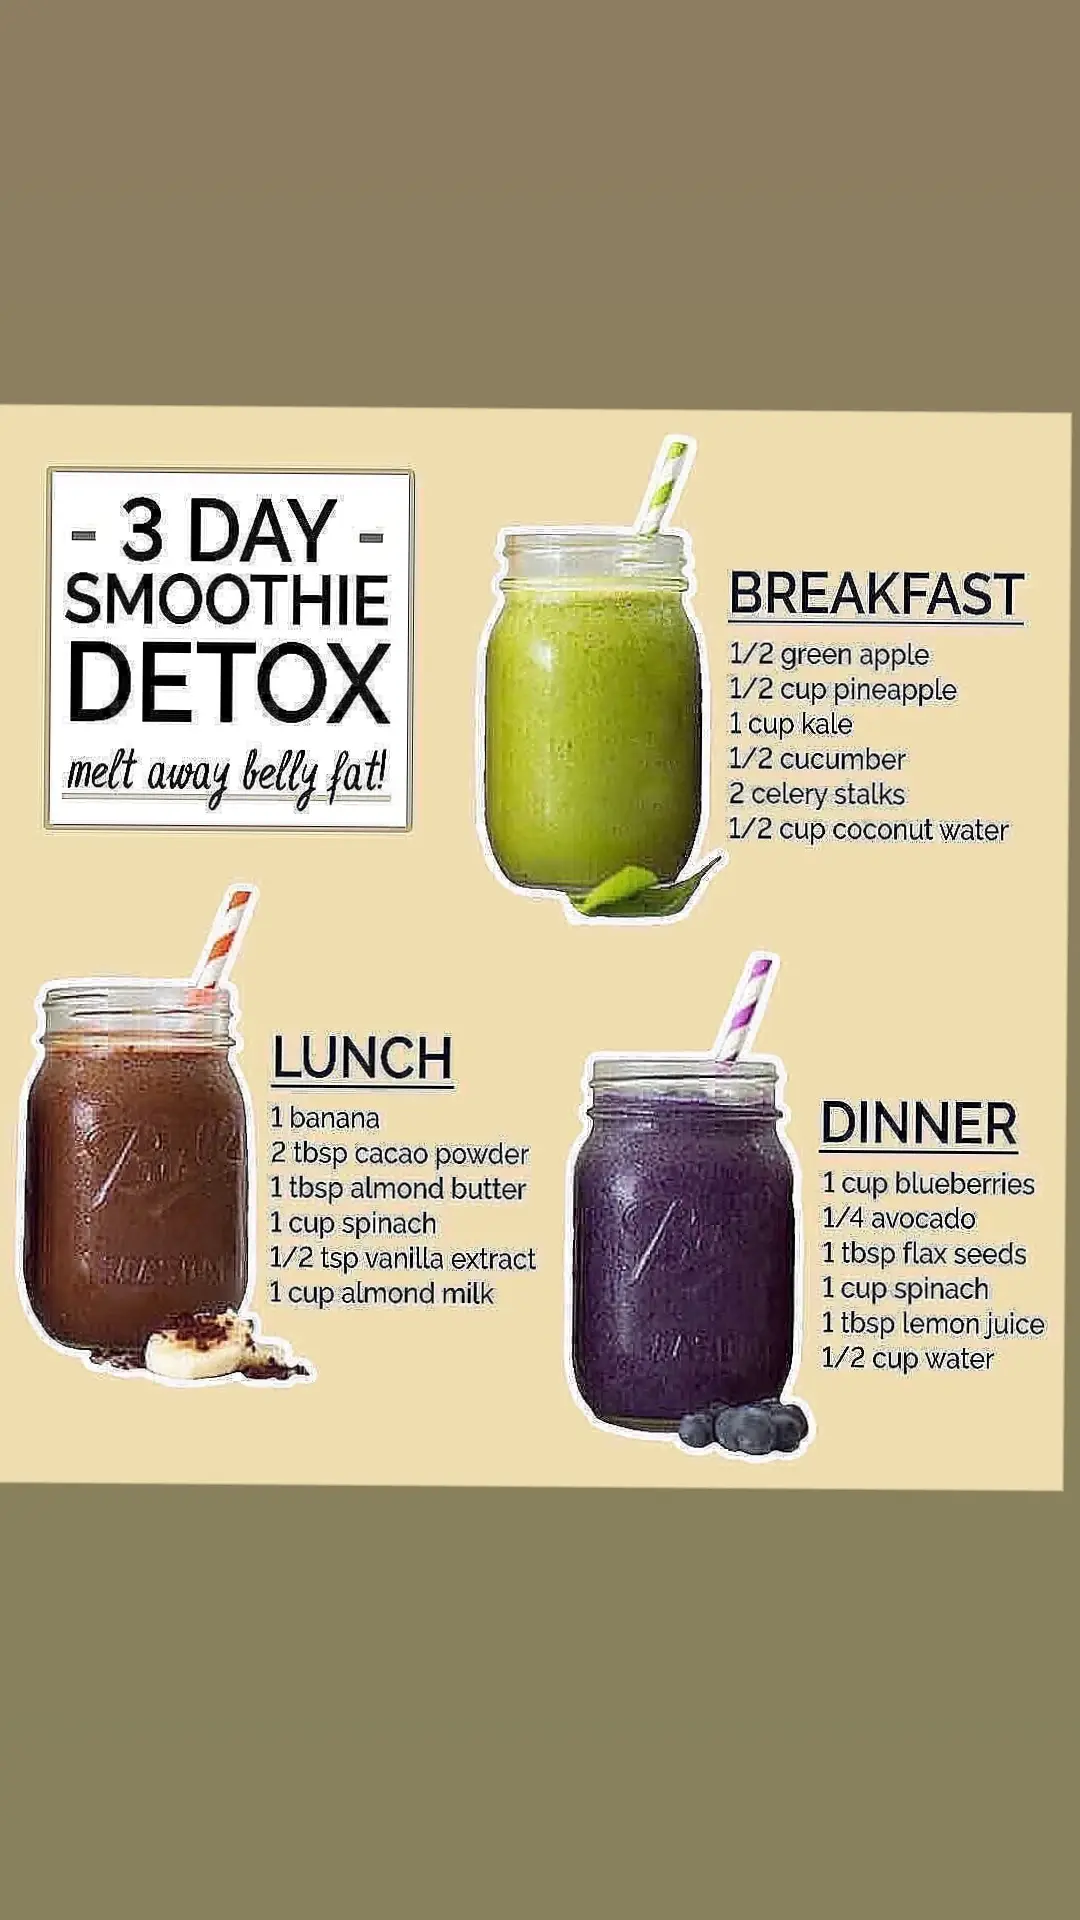 - 3 DAY -
SMOOTHIE
DETOX
melt away belly fat!
BREAKFAST
1/2 green apple
1/2 cup pineapple
1 cup kale
1/2 cucumber
2 celery stalks
1/2 cup coconut water
LUNCH
1 banana
2 tbsp cacao powder
1 tbsp almond butter
1 cup spinach
1/2 tsp vanilla extract
1 cup almond milk
DINNER
1 cup blueberries
1/4 avocado
1 tbsp flax seeds
1 cup spinach
1 tbsp lemon juice
1/2 cup water